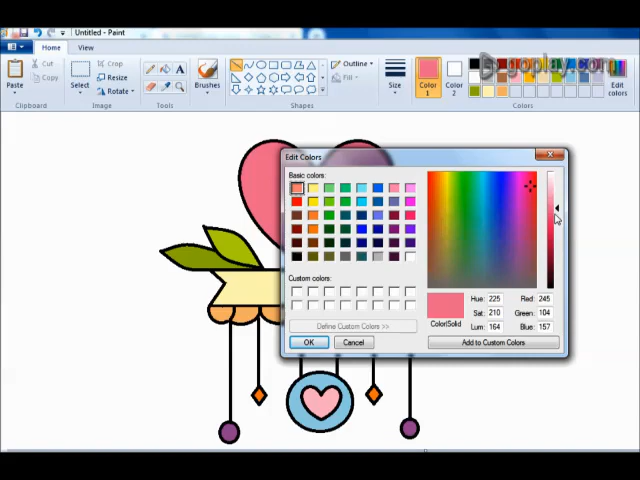 Untitled - Paint
Home
View
Paste
Cut
Copy
Clipboard
Select
Crop
Resize
Rotate
Image
Tools
Brushes
Shapes
Outline
Fill
Size
Color
1
Color
2
Colors
Edit
colors
goplay.com
Edit Colors
Basic colors:
Custom colors:
Define Custom Colors >>
OK
Cancel
Color|Solid
Hue: 225
Sat: 210
Lum: 164
Red: 245
Green: 104
Blue: 157
Add to Custom Colors